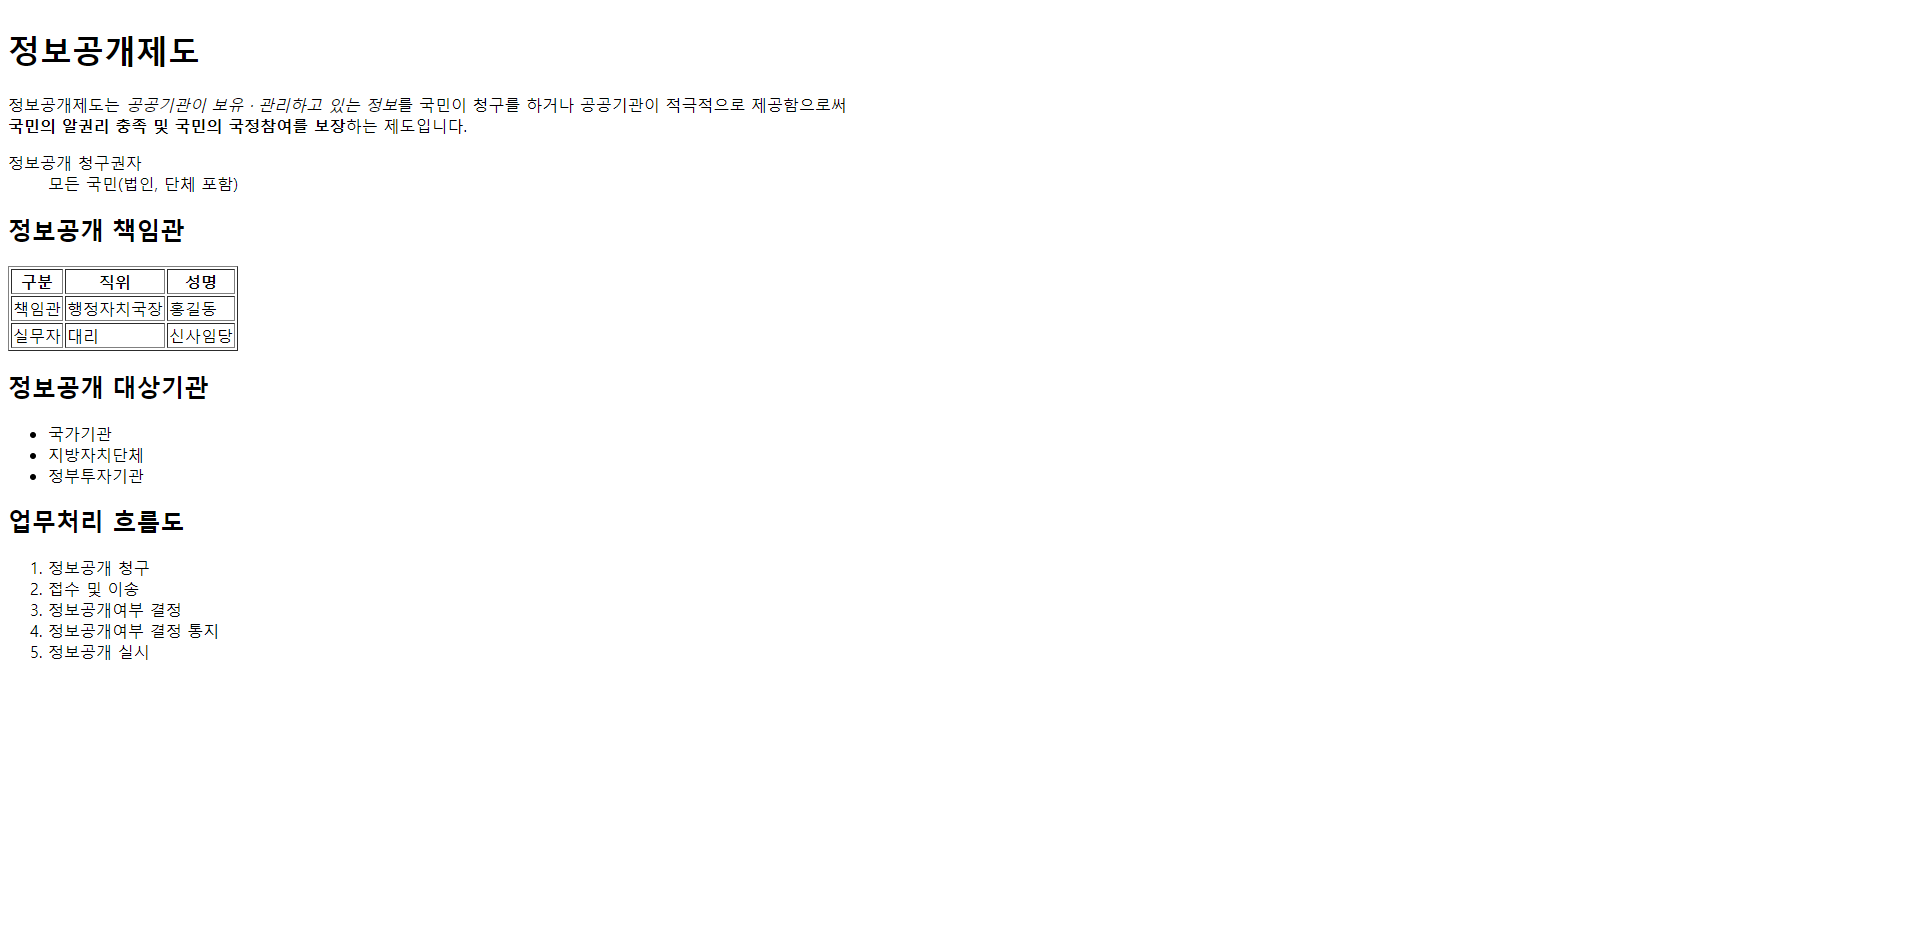 정보공개제도
정보공개제도는 공공기관이 보유 · 관리하고 있는 정보를 국민이 청구를 하거나 공공기관이 적극적으로 제공함으로써
국민의 알권리 충족 및 국민의 국정참여를 보장하는 제도입니다.
정보공개 청구권자
모든 국민(법인, 단체 포함)
정보공개 책임관
구분 직위 성명
책임관 행정자치국장 홍길동
실무자 대리 신사임당
정보공개 대상기관
• 국가기관
• 지방자치단체
• 정부투자기관
업무처리 흐름도
1. 정보공개 청구
2. 접수 및 이송
3. 정보공개여부 결정
4. 정보공개여부 결정 통지
5. 정보공개 실시